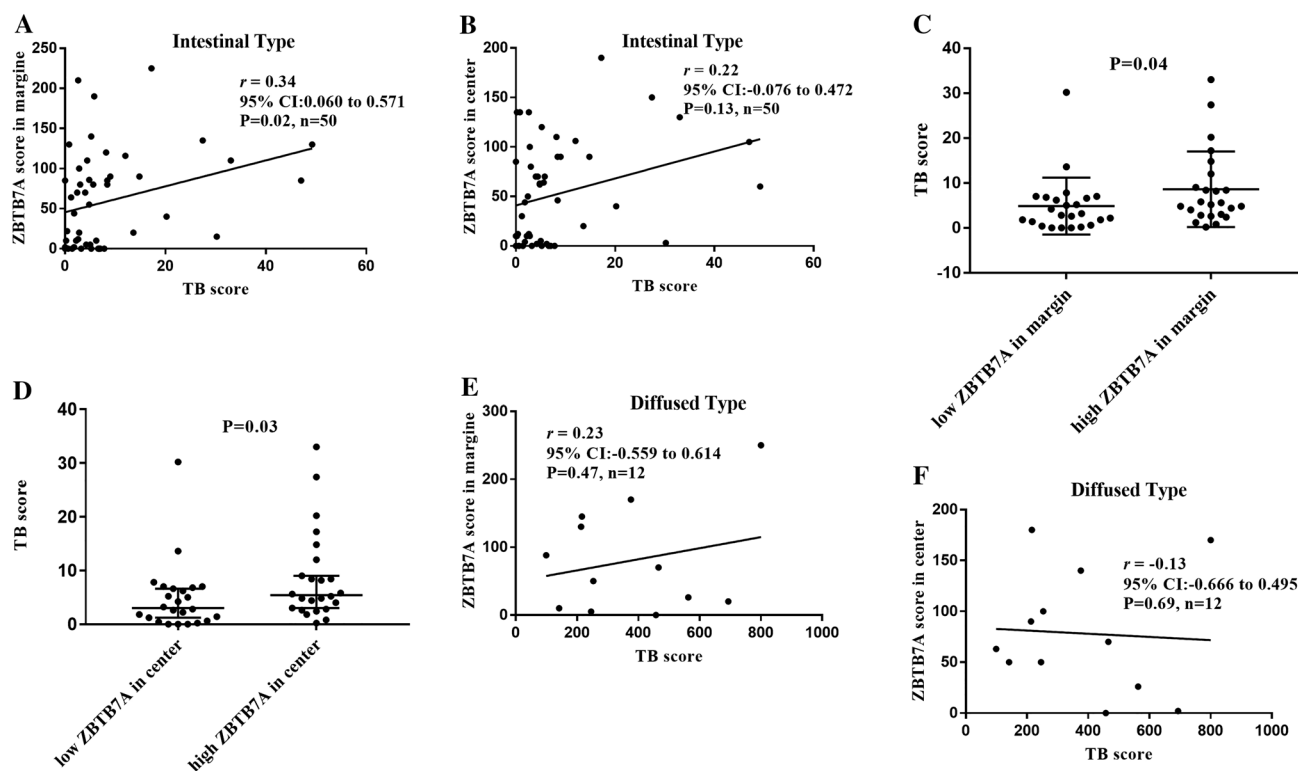 A
Intestinal Type
r = 0.34
95% CI:0.060 to 0.571
P=0.02, n=50
ZBTB7A score in margine
250
200
150
100
50
0
0 20 40 60
TB score
B
Intestinal Type
r = 0.22
95% CI:-0.076 to 0.472
P=0.13, n=50
ZBTB7A score in center
200
150
100
50
0
0 20 40 60
TB score
C
P=0.04
TB score
40
30
20
10
0
-10
low ZBTB7A in margin
high ZBTB7A in margin
D
P=0.03
TB score
40
30
20
10
0
low ZBTB7A in center
high ZBTB7A in center
E
Diffused Type
r = 0.23
95% CI:-0.559 to 0.614
P=0.47, n=12
ZBTB7A score in margine
300
200
100
0
0 200 400 600 800 1000
TB score
F
Diffused Type
r = -0.13
95% CI:-0.666 to 0.495
P=0.69, n=12
ZBTB7A score in center
200
150
100
50
0
0 200 400 600 800 1000
TB score